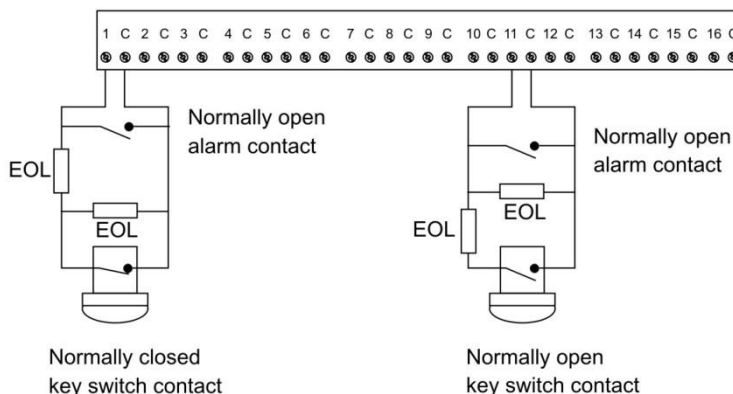 1 C 2 C 3 C 4 C 5 C 6 C 7 C 8 C 9 C 10 C 11 C 12 C 13 C 14 C 15 C 16 C
Normally open
alarm contact
EOL
EOL
Normally closed
key switch contact
Normally open
alarm contact
EOL
EOL
Normally open
key switch contact